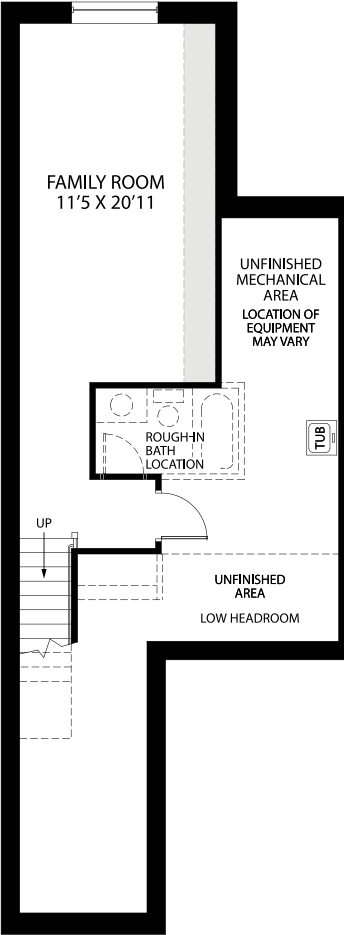 FAMILY ROOM
11'5 X 20'11
UNFINISHED
MECHANICAL
AREA
LOCATION OF
EQUIPMENT
MAY VARY
ROUGH-IN
BATH
LOCATION
TUB
UP
UNFINISHED
AREA
LOW HEADROOM